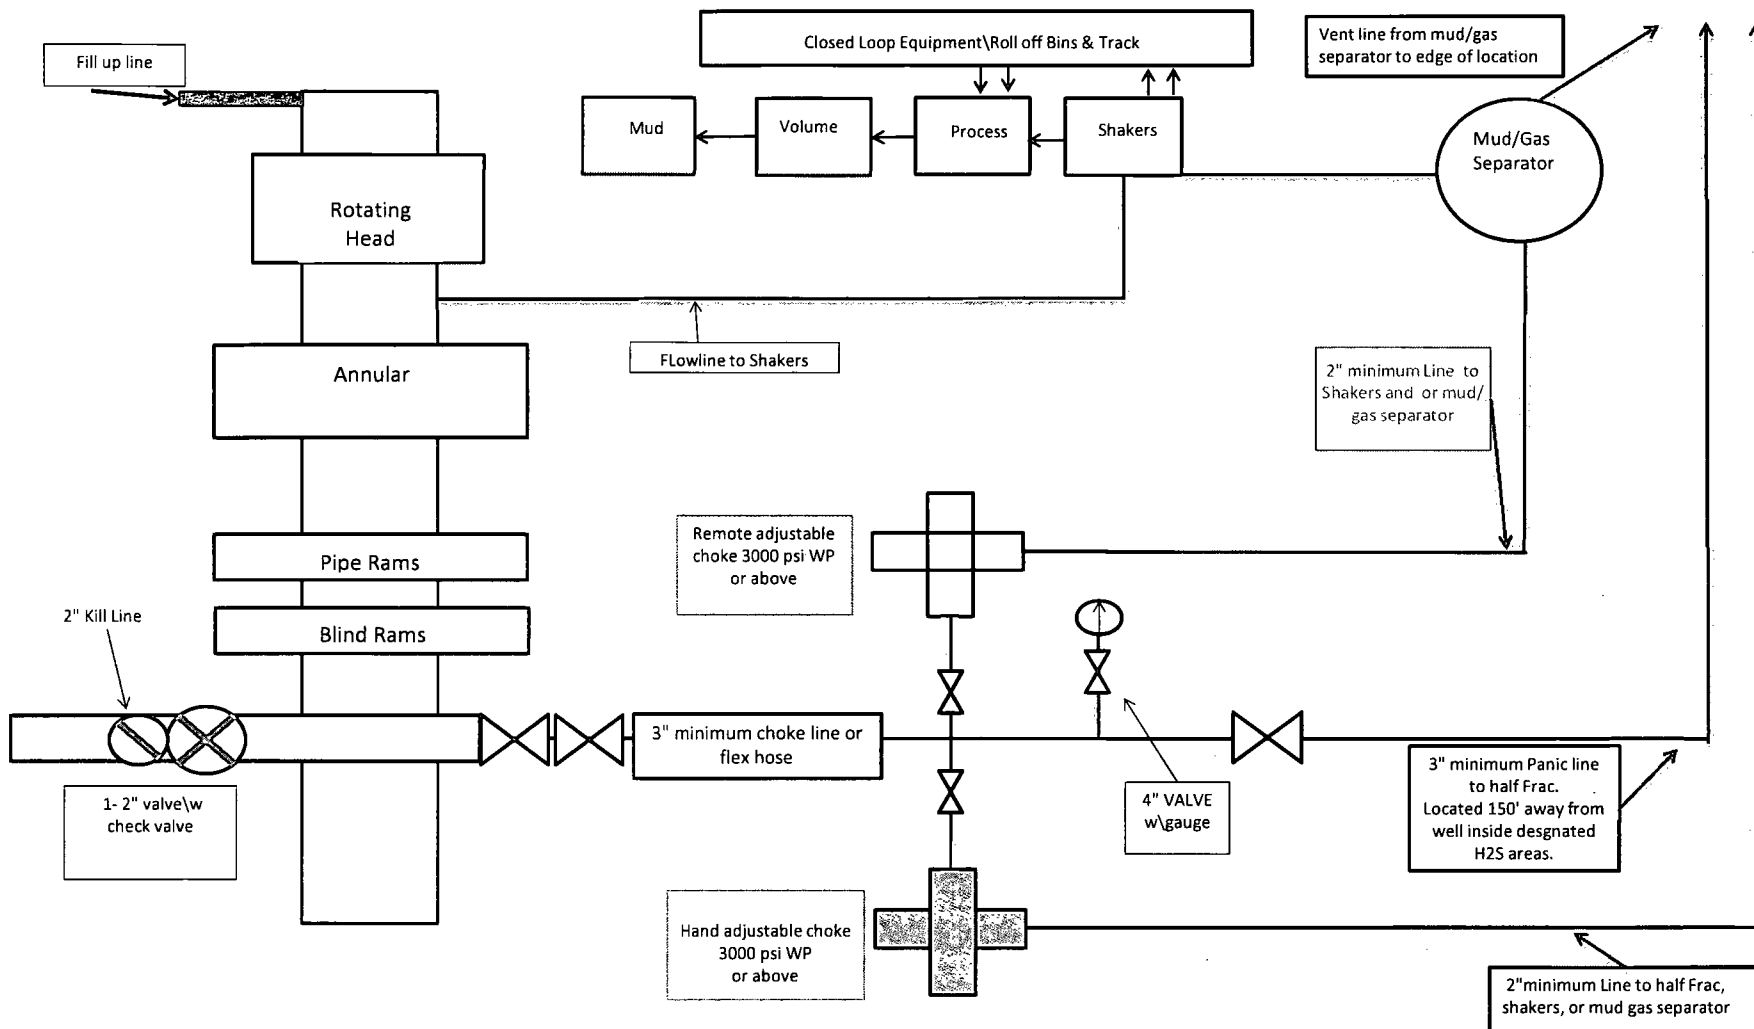 Closed Loop Equipment\Roll off Bins & Track
Vent line from mud/gas
separator to edge of location
Fill up line
Mud
Volume
Process
Shakers
Mud/Gas
Separator
Rotating
Head
FLowline to Shakers
Annular
2" minimum Line to
Shakers and or mud/
gas separator
Remote adjustable
choke 3000 psi WP
or above
Pipe Rams
2" Kill Line
Blind Rams
3" minimum choke line or
flex hose
1- 2" valve\w
check valve
4" VALVE
w\gauge
3" minimum Panic line
to half Frac.
Located 150' away from
well inside desgnated
H2S areas.
Hand adjustable choke
3000 psi WP
or above
2"minimum Line to half Frac,
shakers, or mud gas separator